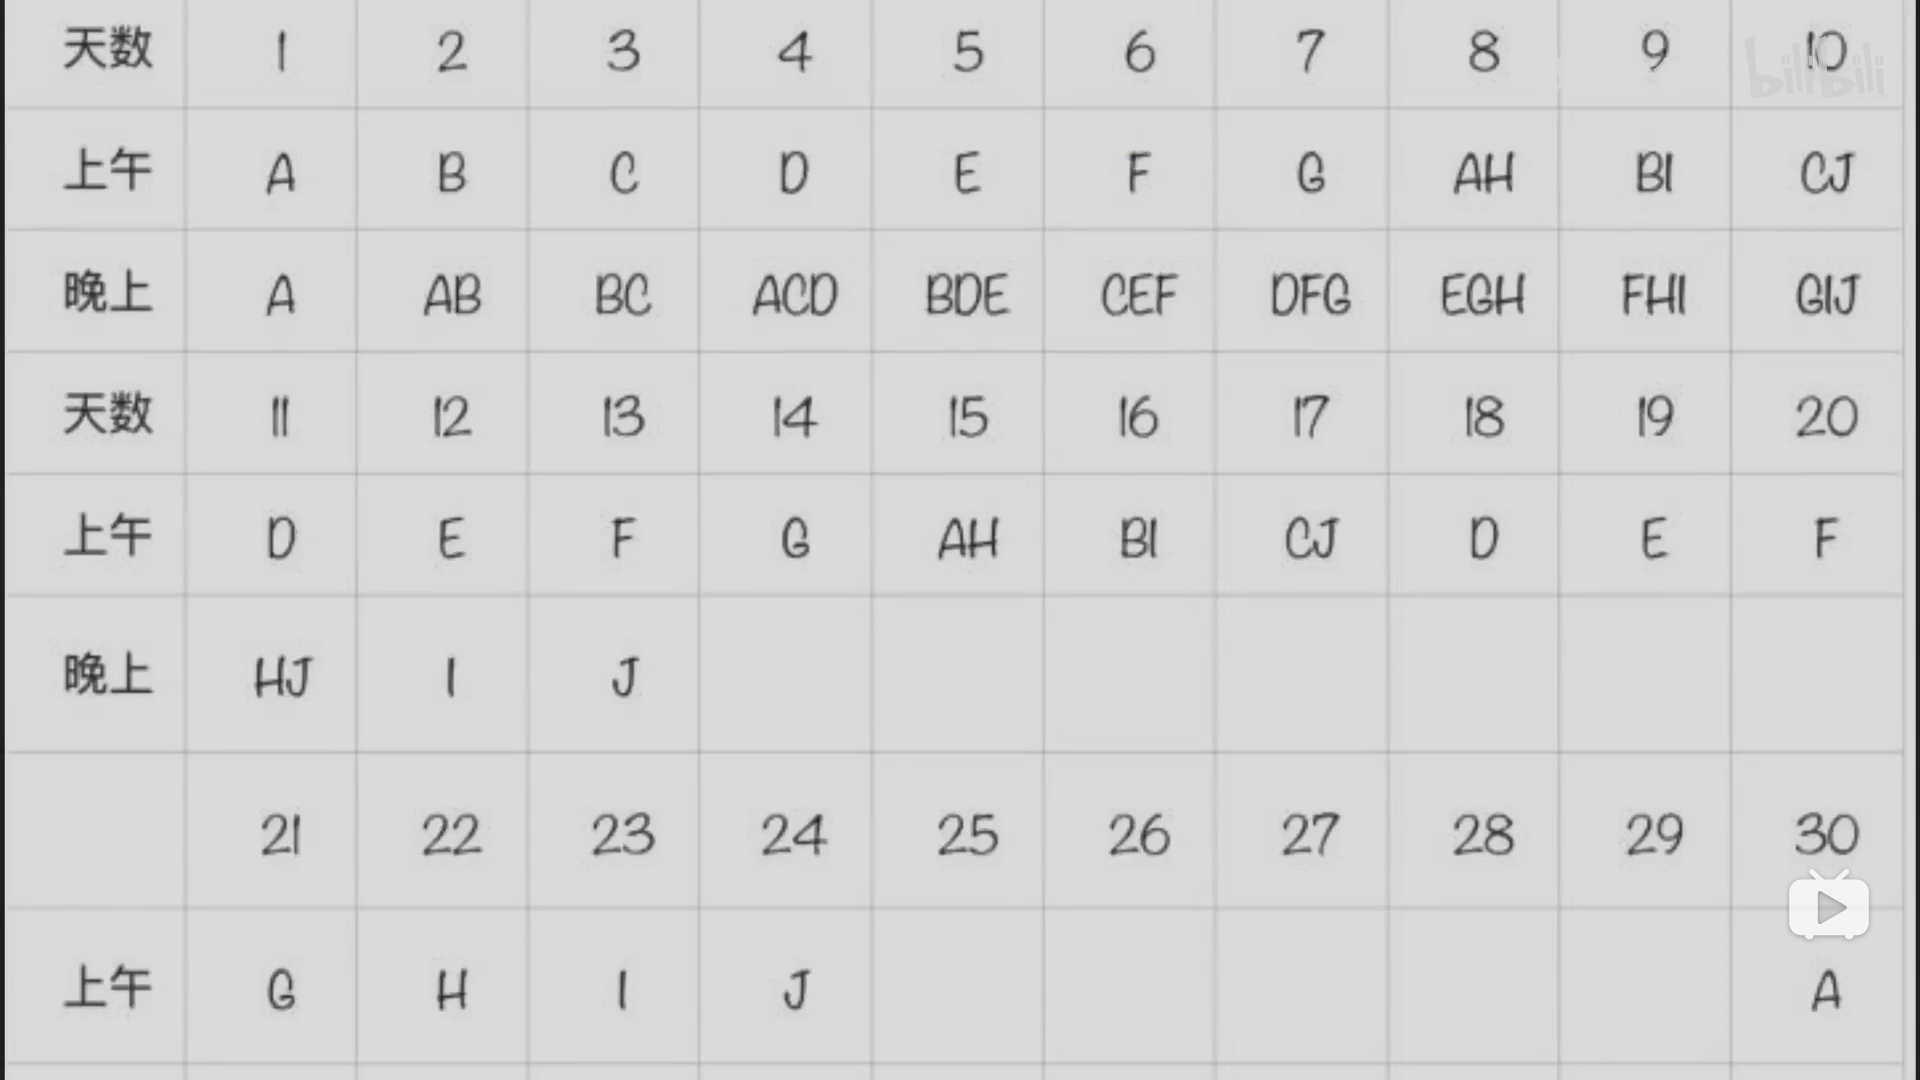 天数 1 2 3 4 5 6 7 8 9 10
bilibili
上午 A B C D E F G AH BI CJ
晚上 A AB BC ACD BDE CEF DFG EGH FHI GIJ
天数 11 12 13 14 15 16 17 18 19 20
上午 D E F G AH BI CJ D E F
晚上 HJ I J
21 22 23 24 25 26 27 28 29 30
上午 G H I J A